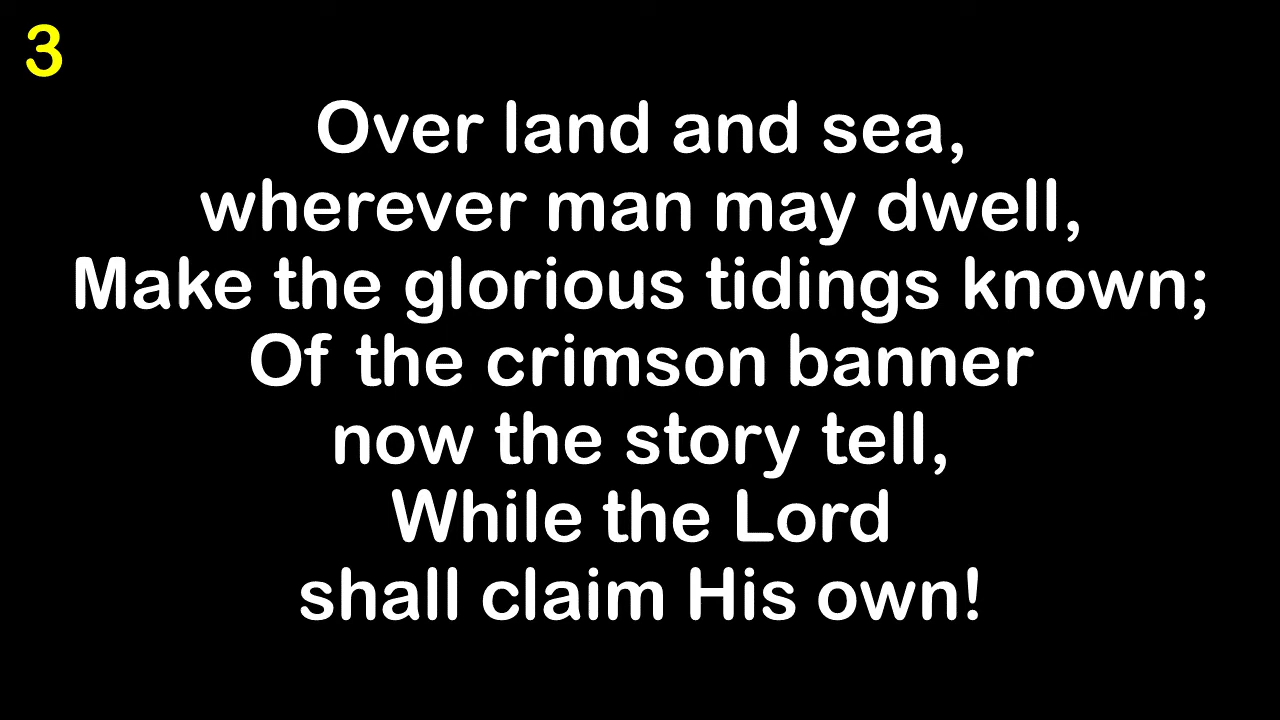 3
Over land and sea,
wherever man may dwell,
Make the glorious tidings known;
Of the crimson banner
now the story tell,
While the Lord
shall claim His own!